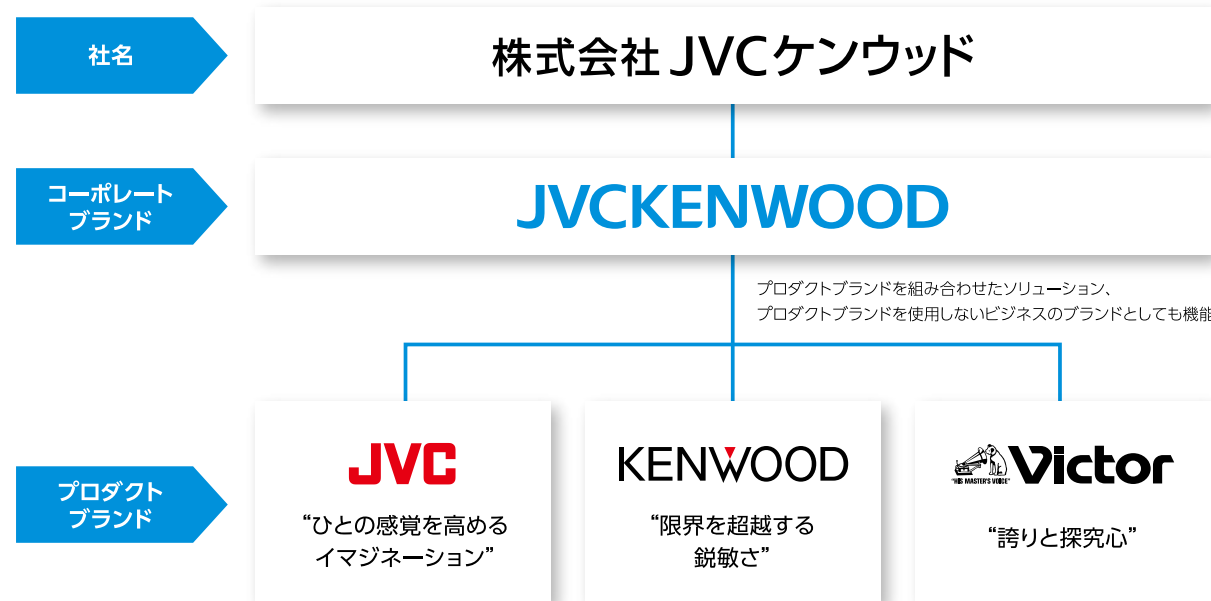 社名
株式会社 JVCケンウッド
コーポレート
ブランド
JVCKENWOOD
プロダクトブランドを組み合わせたソリューション、
プロダクトブランドを使用しないビジネスのブランドとしても機能
プロダクト
ブランド
JVC
“ひとの感覚を高める
イマジネーション”
KENWOOD
“限界を超越する
鋭敏さ”
"HIS MASTER'S VOICE"
Victor
“誇りと探究心”